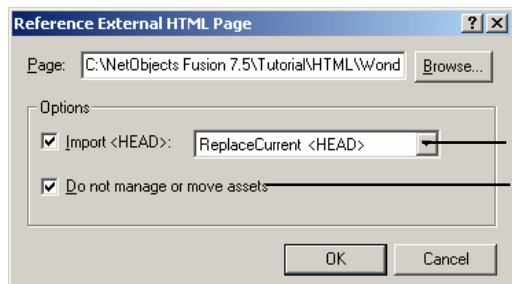 Reference External HTML Page
Page: C:\NetObjects Fusion 7.5\Tutorial\HTML\Wond Browse...
Options
Import <HEAD>: ReplaceCurrent <HEAD>
Do not manage or move assets
OK Cancel